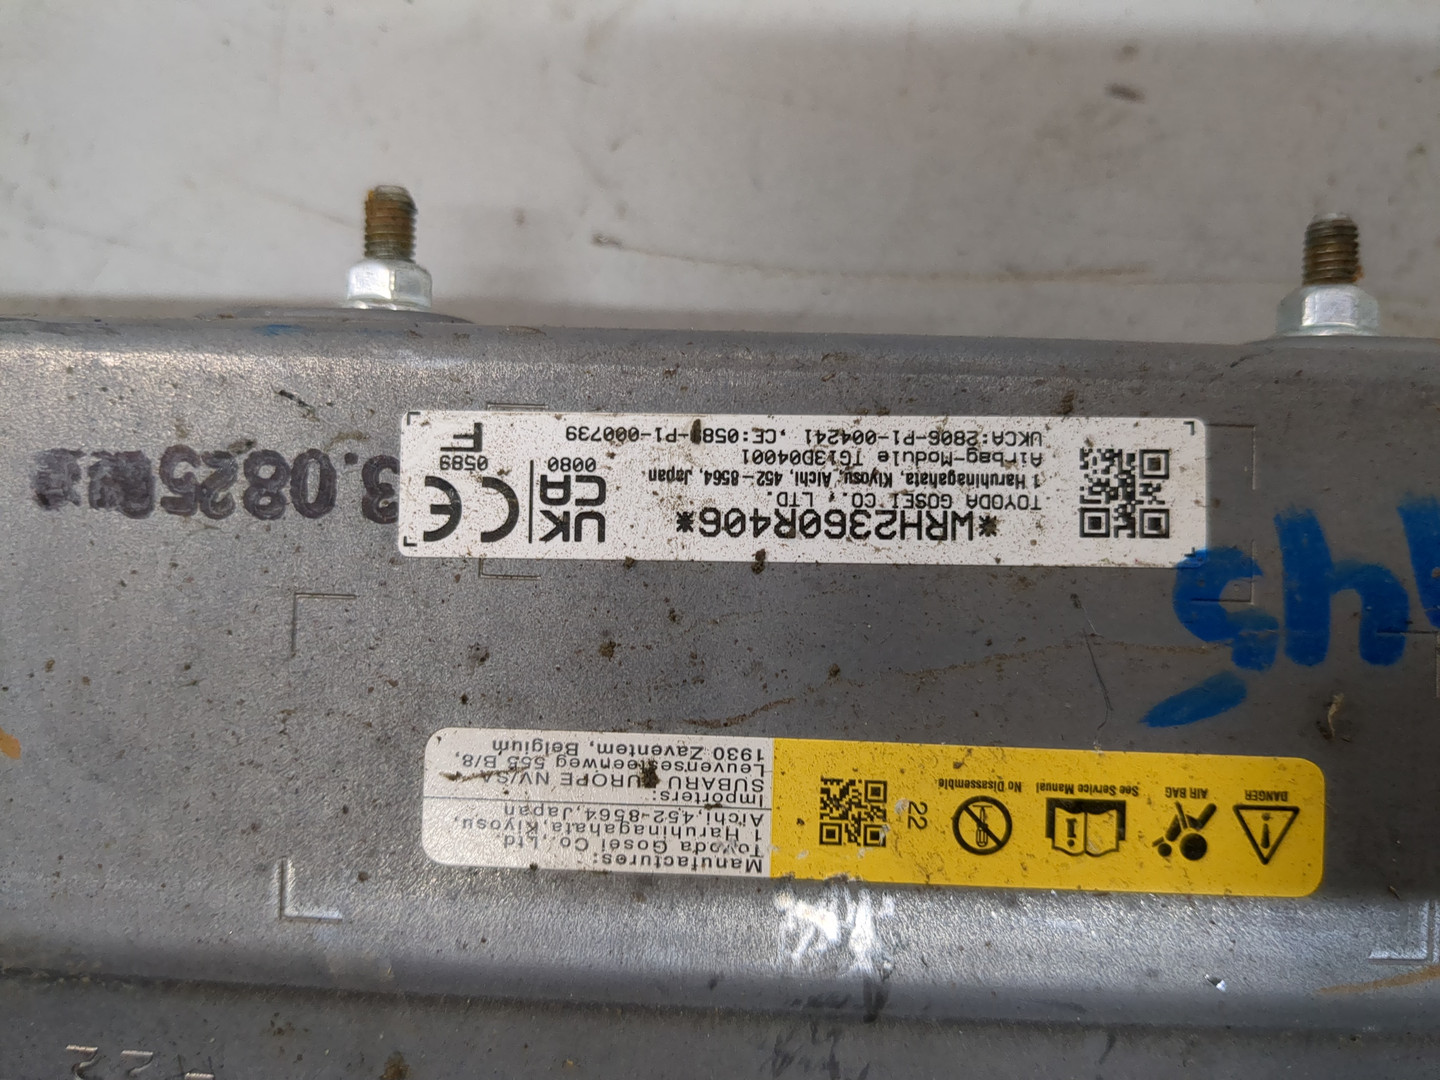 DANGER
AIR BAG
See Service Manual
No Disassemble.
22
Manufactures:
Toyoda Gosei Co., Ltd.
1 Haruhinagahata, Kiyosu,
Aichi, 452-8564, Japan
Importers:
SUBARU EUROPE NV/SA
Leuvensesteenweg 555 B/8,
1930 Zaventem, Belgium
45
*WRH2360R406*
TOYODA GOSEI CO., LTD.
1 Haruhinagahata, Kiyosu, Aichi, 452-8564, Japan
Airbag-Module TG13D04001
UKCA:2806-P1-004241 ,CE:0589-P1-000739
UK
CA
0080
CE
0589
F